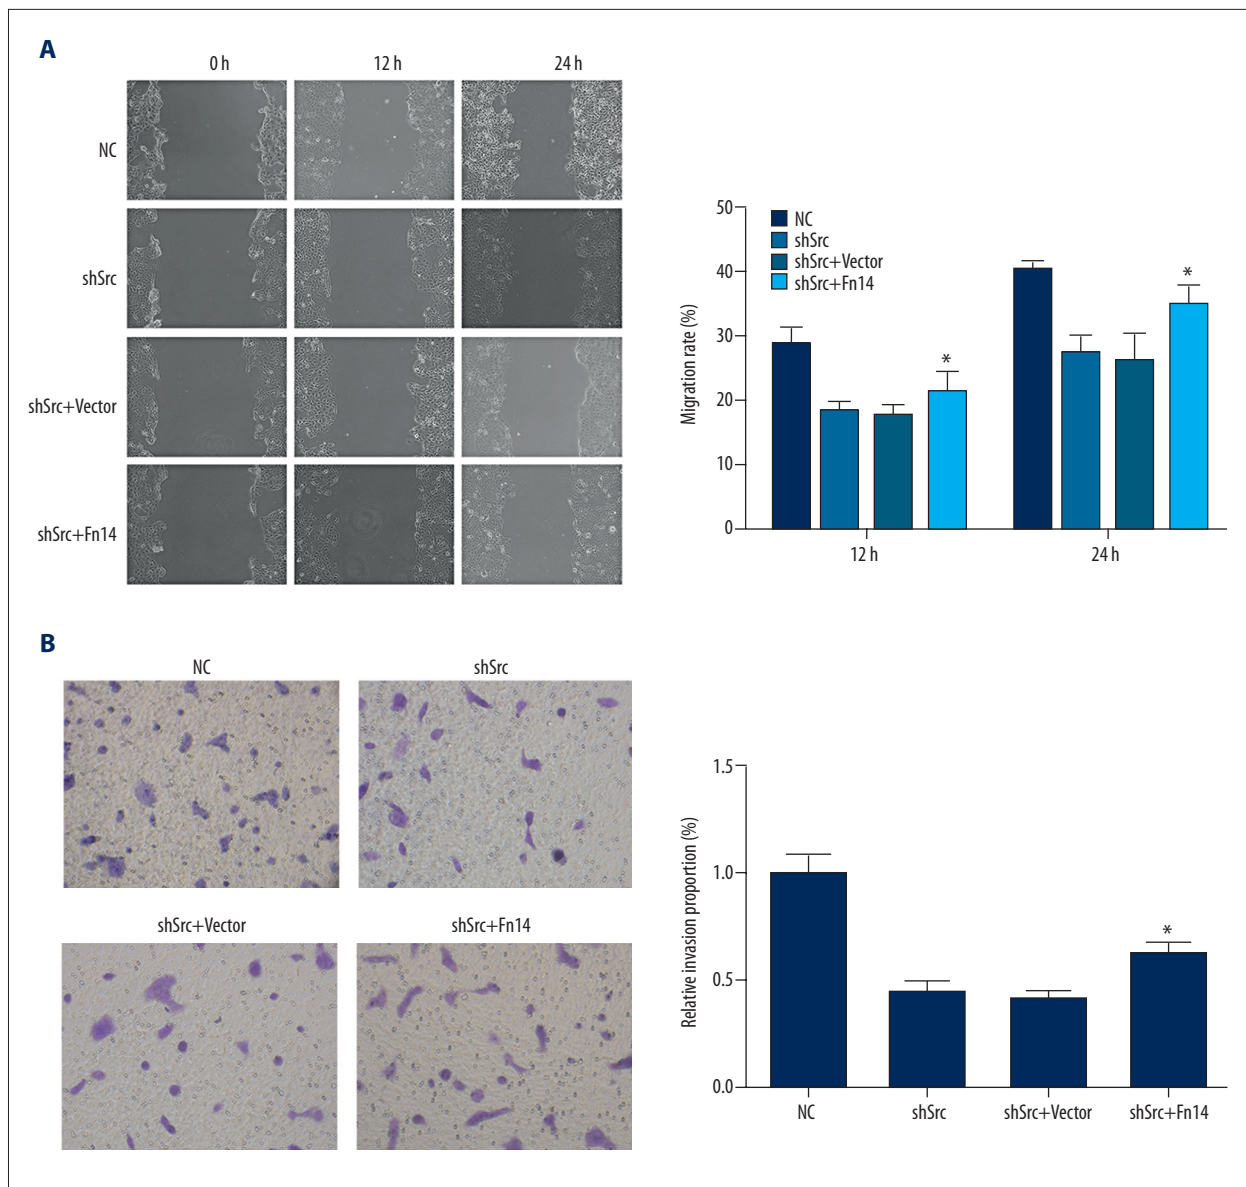 A
0 h 12 h 24 h
NC
shSrc
shSrc+Vector
shSrc+Fn14
Migration rate (%)
50
40
30
20
10
0
NC
shSrc
shSrc+Vector
shSrc+Fn14
*
*
12 h 24 h
B
NC shSrc
shSrc+Vector shSrc+Fn14
Relative invasion proportion (%)
1.5
1.0
0.5
0.0
*
NC shSrc shSrc+Vector shSrc+Fn14